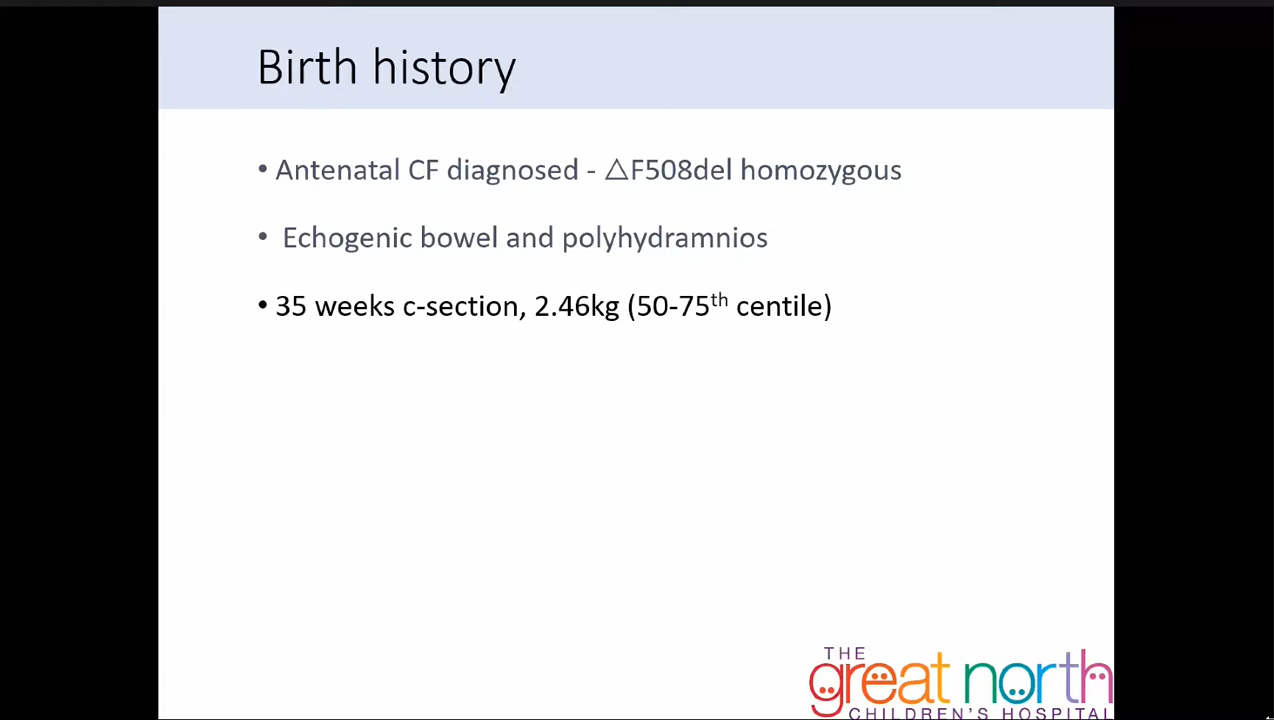 Birth history
• Antenatal CF diagnosed - △F508del homozygous
• Echogenic bowel and polyhydramnios
• 35 weeks c-section, 2.46kg (50-75th centile)
THE
great north
CHILDREN'S HOSPITAL